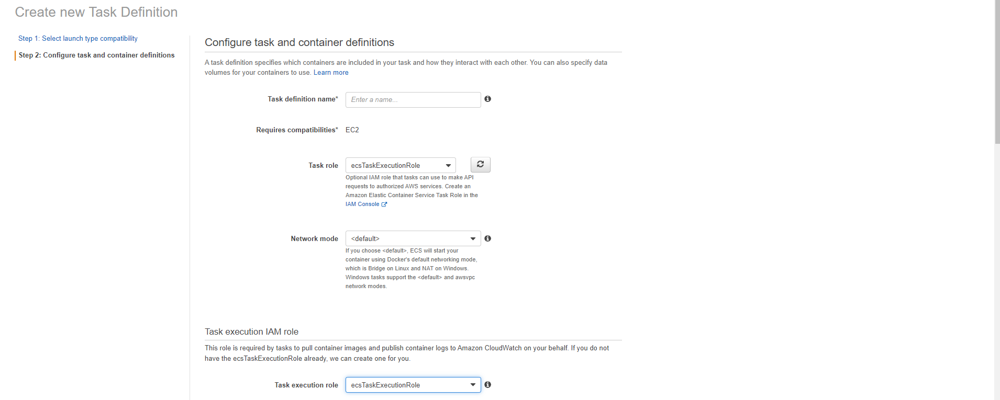 Create new Task Definition
Step 1: Select launch type compatibility
Step 2: Configure task and container definitions
Configure task and container definitions
A task definition specifies which containers are included in your task and how they interact with each other. You can also specify data
volumes for your containers to use. Learn more
Task definition name*
Enter a name...
Requires compatibilities*
EC2
Task role
ecsTaskExecutionRole
Optional IAM role that tasks can use to make API
requests to authorized AWS services. Create an
Amazon Elastic Container Service Task Role in the
IAM Console
Network mode
<default>
If you choose <default>, ECS will start your
container using Docker's default networking mode,
which is Bridge on Linux and NAT on Windows.
Windows tasks support the <default> and awsvpc
network modes.
Task execution IAM role
This role is required by tasks to pull container images and publish container logs to Amazon CloudWatch on your behalf. If you do not
have the ecsTaskExecutionRole already, we can create one for you.
Task execution role
ecsTaskExecutionRole